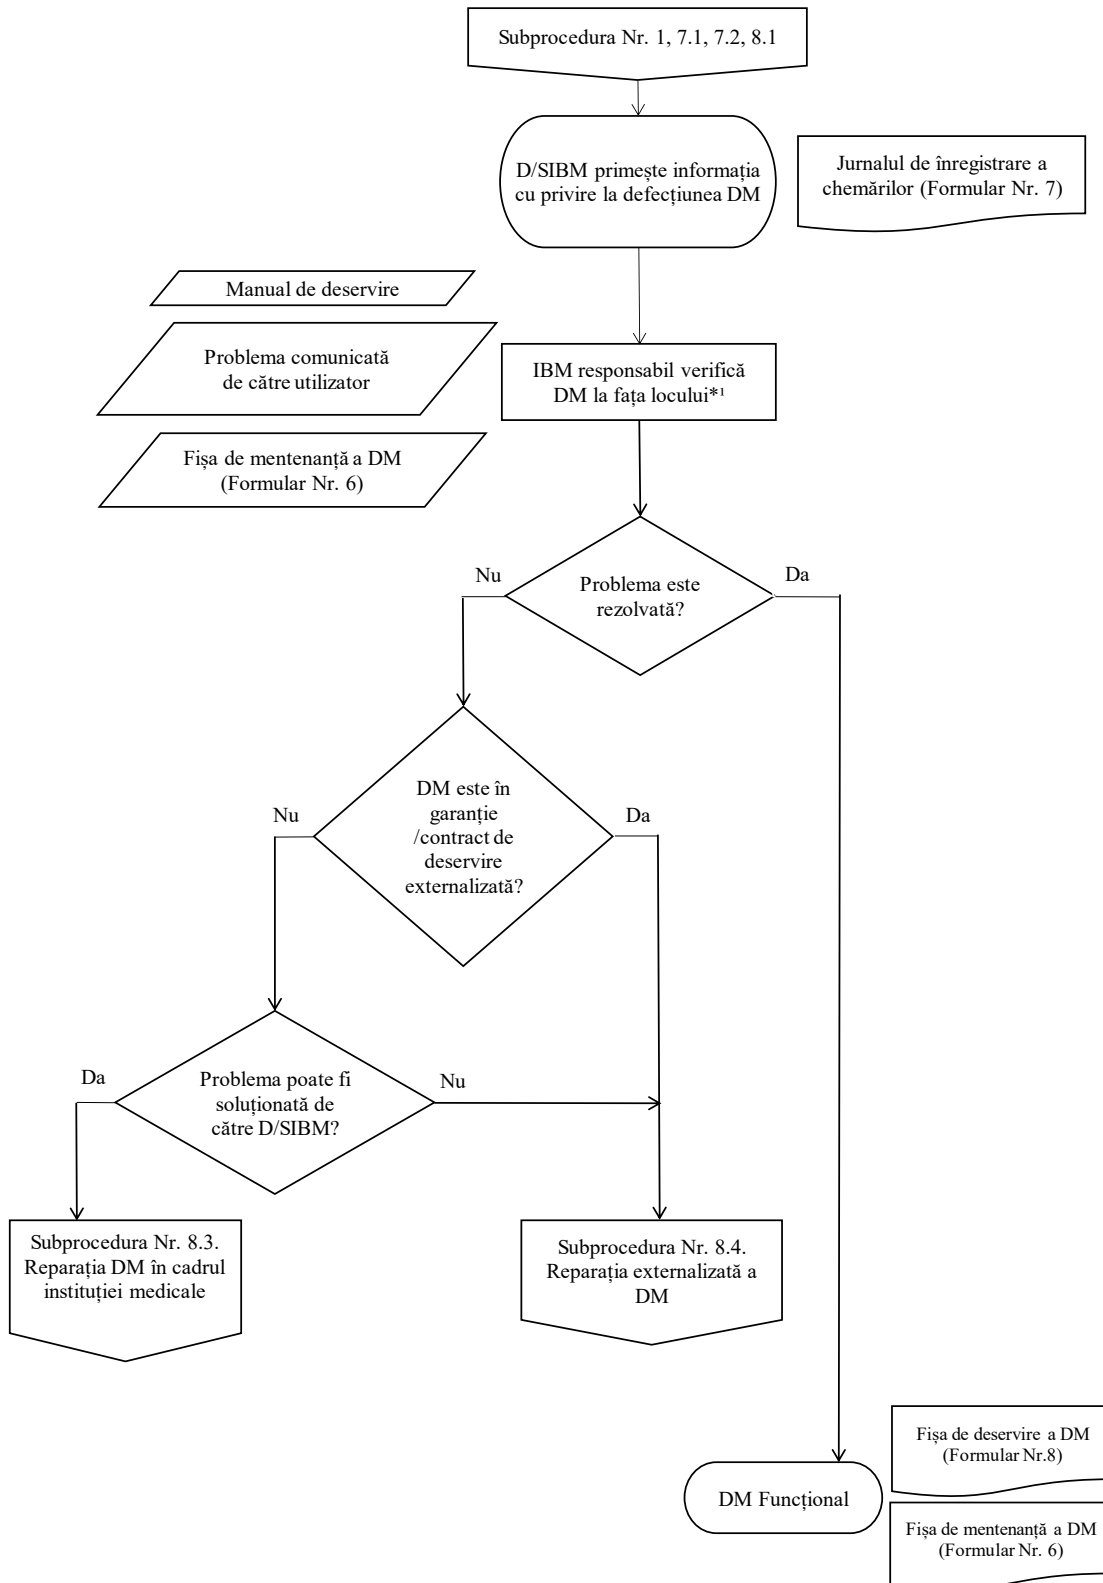 Subprocedura Nr. 1, 7.1, 7.2, 8.1
D/SIBM primește informația
cu privire la defecțiunea DM
Jurnalul de înregistrare a
chemărilor (Formular Nr. 7)
Manual de deservire
Problema comunicată
de către utilizator
IBM responsabil verifică
DM la fața locului*¹
Fișa de mentenanță a DM
(Formular Nr. 6)
Nu
Da
Problema este
rezolvată?
DM este în
garanție
/contract de
deservire
externalizată?
Nu
Da
Da
Nu
Problema poate fi
soluționată de
către D/SIBM?
Subprocedura Nr. 8.3.
Reparația DM în cadrul
instituției medicale
Subprocedura Nr. 8.4.
Reparația externalizată a
DM
Fișa de deservire a DM
(Formular Nr.8)
DM Funcțional
Fișa de mentenanță a DM
(Formular Nr. 6)